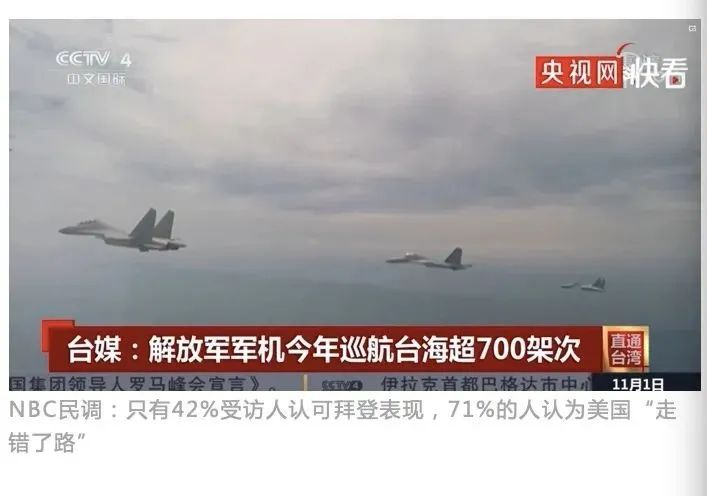 CCTV 4
中文国际
央视网 快看
台媒：解放军军机今年巡航台海超700架次
直通
台湾
国集团领导人罗马峰会宣言》。 CCTV 4 伊拉克首都巴格达市中心
11月1日
NBC民调：只有42%受访人认可拜登表现，71%的人认为美国“走
错了路”